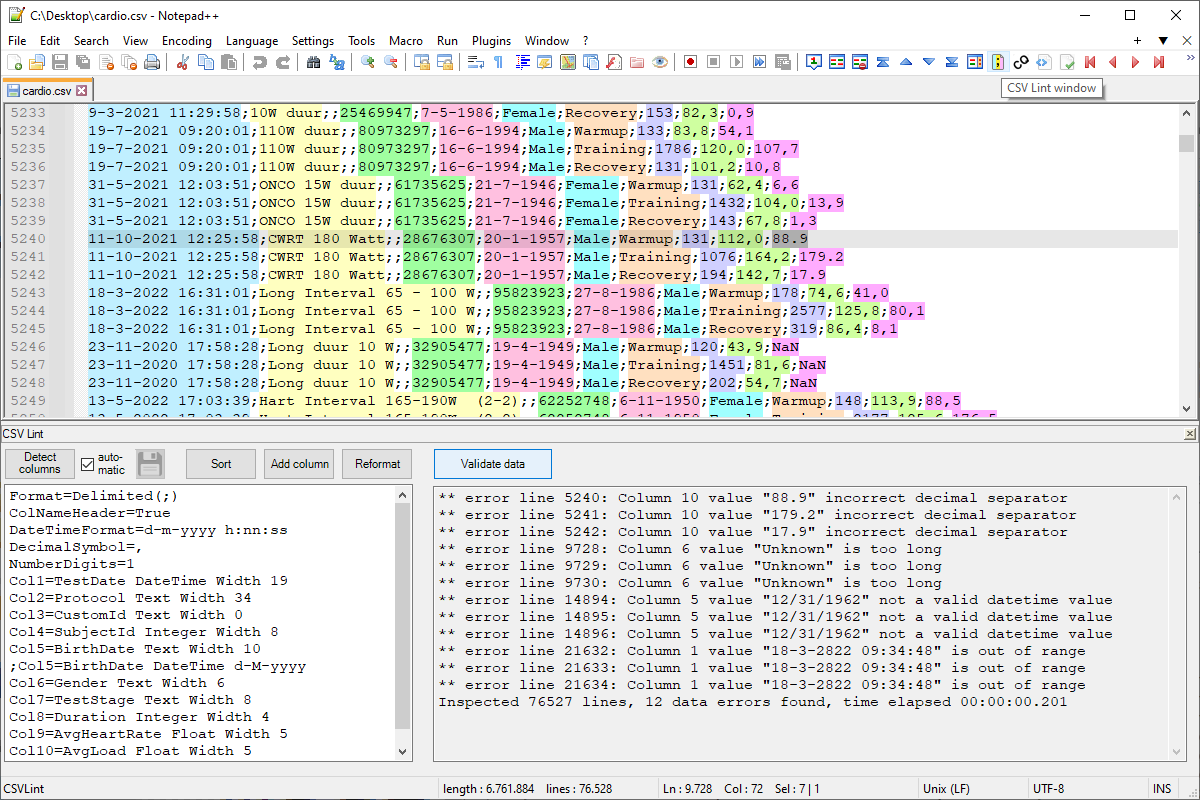 C:\Desktop\cardio.csv - Notepad++
File Edit Search View Encoding Language Settings Tools Macro Run Plugins Window ?
cardio.csv
CSV Lint window
5233 9-3-2021 11:29:58;10W duur;;25469947;7-5-1986;Female;Recovery;153;82,3;0,9
5234 19-7-2021 09:20:01;110W duur;;80973297;16-6-1994;Male;Warmup;133;83,8;54,1
5235 19-7-2021 09:20:01;110W duur;;80973297;16-6-1994;Male;Training;1786;120,0;107,7
5236 19-7-2021 09:20:01;110W duur;;80973297;16-6-1994;Male;Recovery;131;101,2;10,8
5237 31-5-2021 12:03:51;ONCO 15W duur;;61735625;21-7-1946;Female;Warmup;131;62,4;6,6
5238 31-5-2021 12:03:51;ONCO 15W duur;;61735625;21-7-1946;Female;Training;1432;104,0;13,9
5239 31-5-2021 12:03:51;ONCO 15W duur;;61735625;21-7-1946;Female;Recovery;143;67,8;1,3
5240 11-10-2021 12:25:58;CWRT 180 Watt;;28676307;20-1-1957;Male;Warmup;131;112,0;88.9
5241 11-10-2021 12:25:58;CWRT 180 Watt;;28676307;20-1-1957;Male;Training;1076;164,2;179.2
5242 11-10-2021 12:25:58;CWRT 180 Watt;;28676307;20-1-1957;Male;Recovery;194;142,7;17.9
5243 18-3-2022 16:31:01;Long Interval 65 - 100 W;;95823923;27-8-1986;Male;Warmup;178;74,6;41,0
5244 18-3-2022 16:31:01;Long Interval 65 - 100 W;;95823923;27-8-1986;Male;Training;2577;125,8;80,1
5245 18-3-2022 16:31:01;Long Interval 65 - 100 W;;95823923;27-8-1986;Male;Recovery;319;86,4;8,1
5246 23-11-2020 17:58:28;Long duur 10 W;;32905477;19-4-1949;Male;Warmup;120;43,9;NaN
5247 23-11-2020 17:58:28;Long duur 10 W;;32905477;19-4-1949;Male;Training;1451;81,6;NaN
5248 23-11-2020 17:58:28;Long duur 10 W;;32905477;19-4-1949;Male;Recovery;202;54,7;NaN
5249 13-5-2022 17:03:39;Hart Interval 165-190W  (2-2);;62252748;6-11-1950;Female;Warmup;148;113,9;88,5
CSV Lint
Detect columns
auto-matic
Sort
Add column
Reformat
Validate data
Format=Delimited(;)
ColNameHeader=True
DateTimeFormat=d-m-yyyy h:nn:ss
DecimalSymbol=,
NumberDigits=1
Col1=TestDate DateTime Width 19
Col2=Protocol Text Width 34
Col3=CustomId Text Width 0
Col4=SubjectId Integer Width 8
Col5=BirthDate Text Width 10
;Col5=BirthDate DateTime d-M-yyyy
Col6=Gender Text Width 6
Col7=TestStage Text Width 8
Col8=Duration Integer Width 4
Col9=AvgHeartRate Float Width 5
Col10=AvgLoad Float Width 5
** error line 5240: Column 10 value "88.9" incorrect decimal separator
** error line 5241: Column 10 value "179.2" incorrect decimal separator
** error line 5242: Column 10 value "17.9" incorrect decimal separator
** error line 9728: Column 6 value "Unknown" is too long
** error line 9729: Column 6 value "Unknown" is too long
** error line 9730: Column 6 value "Unknown" is too long
** error line 14894: Column 5 value "12/31/1962" not a valid datetime value
** error line 14895: Column 5 value "12/31/1962" not a valid datetime value
** error line 14896: Column 5 value "12/31/1962" not a valid datetime value
** error line 21632: Column 1 value "18-3-2822 09:34:48" is out of range
** error line 21633: Column 1 value "18-3-2822 09:34:48" is out of range
** error line 21634: Column 1 value "18-3-2822 09:34:48" is out of range
Inspected 76527 lines, 12 data errors found, time elapsed 00:00:00.201
CSVLint length : 6.761.884 lines : 76.528 Ln : 9.728 Col : 72 Sel : 7 | 1 Unix (LF) UTF-8 INS